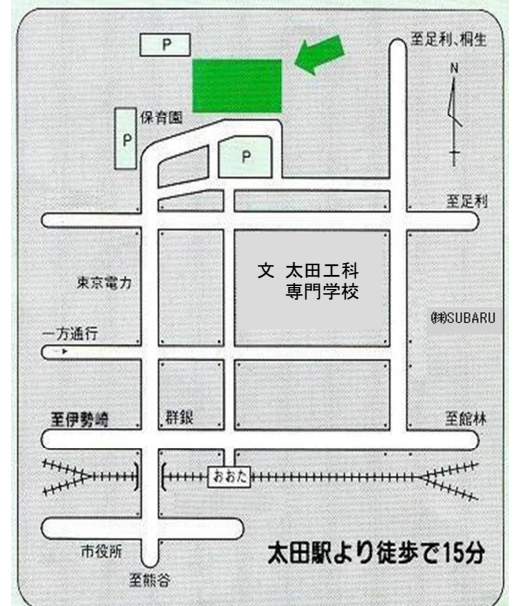 P
至足利、桐生
N
保育園
P
P
至足利
文 太田工科
専門学校
東京電力
㈱SUBARU
一方通行
至伊勢崎
群銀
至館林
おおた
市役所
太田駅より徒歩で15分
至熊谷